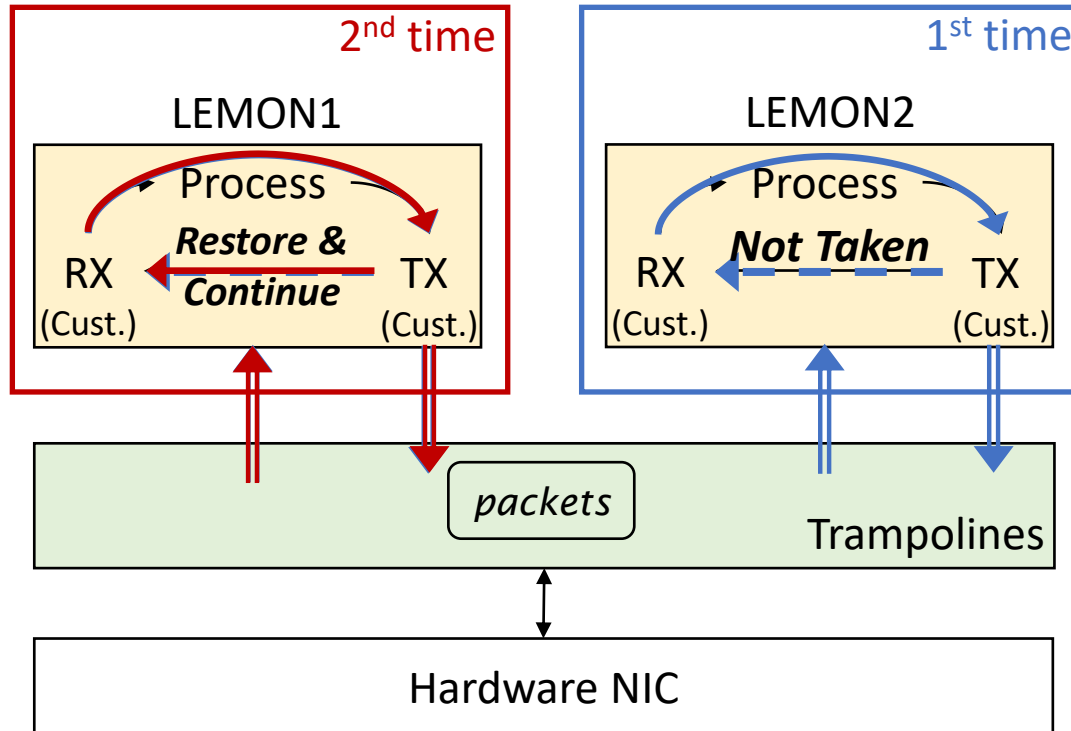 2nd time
LEMON1
Process
Restore &
Continue
RX
TX
(Cust.)
(Cust.)
1st time
LEMON2
Process
Not Taken
RX
TX
(Cust.)
(Cust.)
packets
Trampolines
Hardware NIC